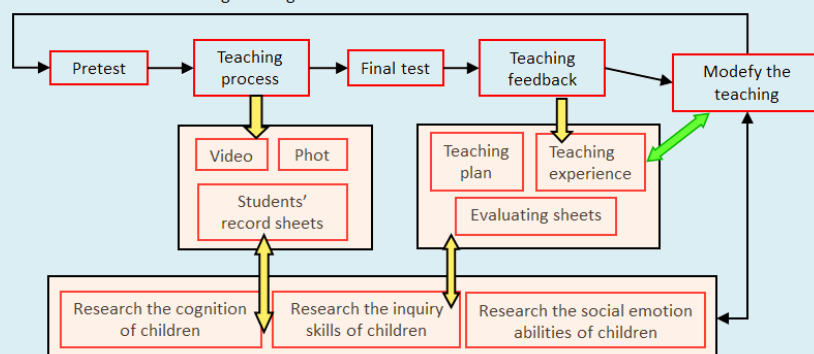 Pretest
Teaching
process
Final test
Teaching
feedback
Modefy the
teaching
Video
Phot
Students'
record sheets
Teaching
plan
Teaching
experience
Evaluating sheets
Research the cognition
of children
Research the inquiry
skills of children
Research the social emotion
abilities of children